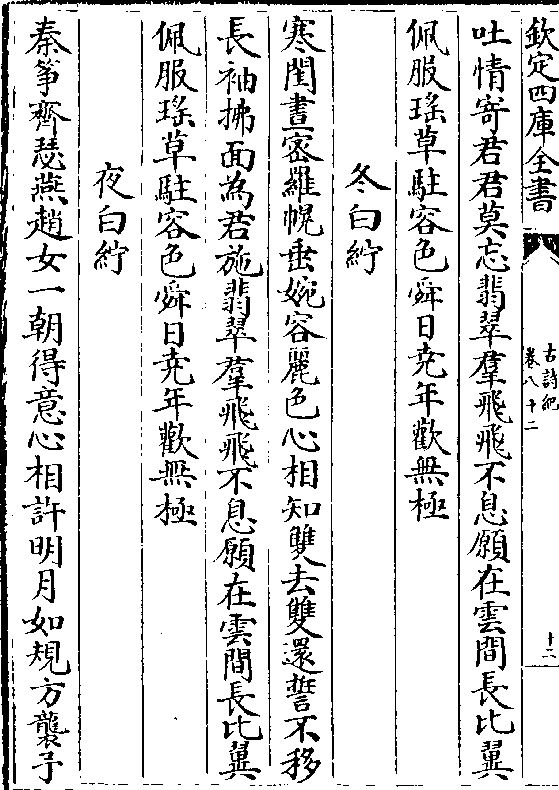 欽定四庫全書
古詩紀
卷八十二
十二
吐情寄君君莫忘翡翠羣飛飛不息願在雲間長比翼
佩服瑤草駐容色舜日堯年歡無極
冬白紵
寒閨晝密羅幌垂婉容麗色心相知雙去雙還誓不移
長袖拂面為君施翡翠羣飛飛不息願在雲間長比翼
佩服瑤草駐容色舜日堯年歡無極
夜白紵
秦箏齊瑟燕趙女一朝得意心相許明月如規方襲予